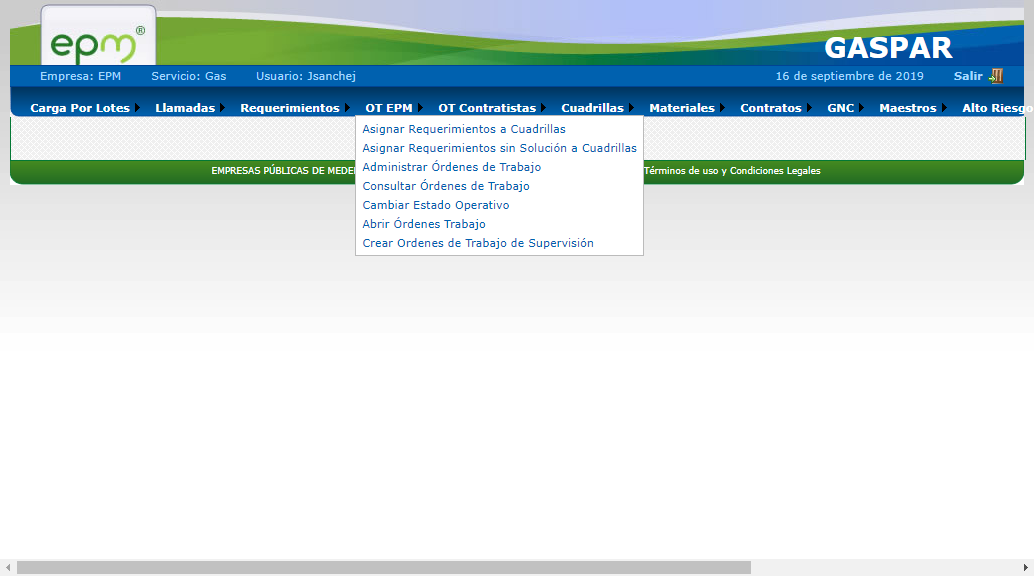 epm®
GASPAR
Empresa: EPM Servicio: Gas Usuario: Jsanchej 16 de septiembre de 2019 Salir
Carga Por Lotes Llamadas Requerimientos OT EPM OT Contratistas Cuadrillas Materiales Contratos GNC Maestros Alto Riesgo
Asignar Requerimientos a Cuadrillas
Asignar Requerimientos sin Solución a Cuadrillas
Administrar Órdenes de Trabajo
EMPRESAS PÚBLICAS DE MEDE Términos de uso y Condiciones Legales
Consultar Órdenes de Trabajo
Cambiar Estado Operativo
Abrir Órdenes Trabajo
Crear Ordenes de Trabajo de Supervisión